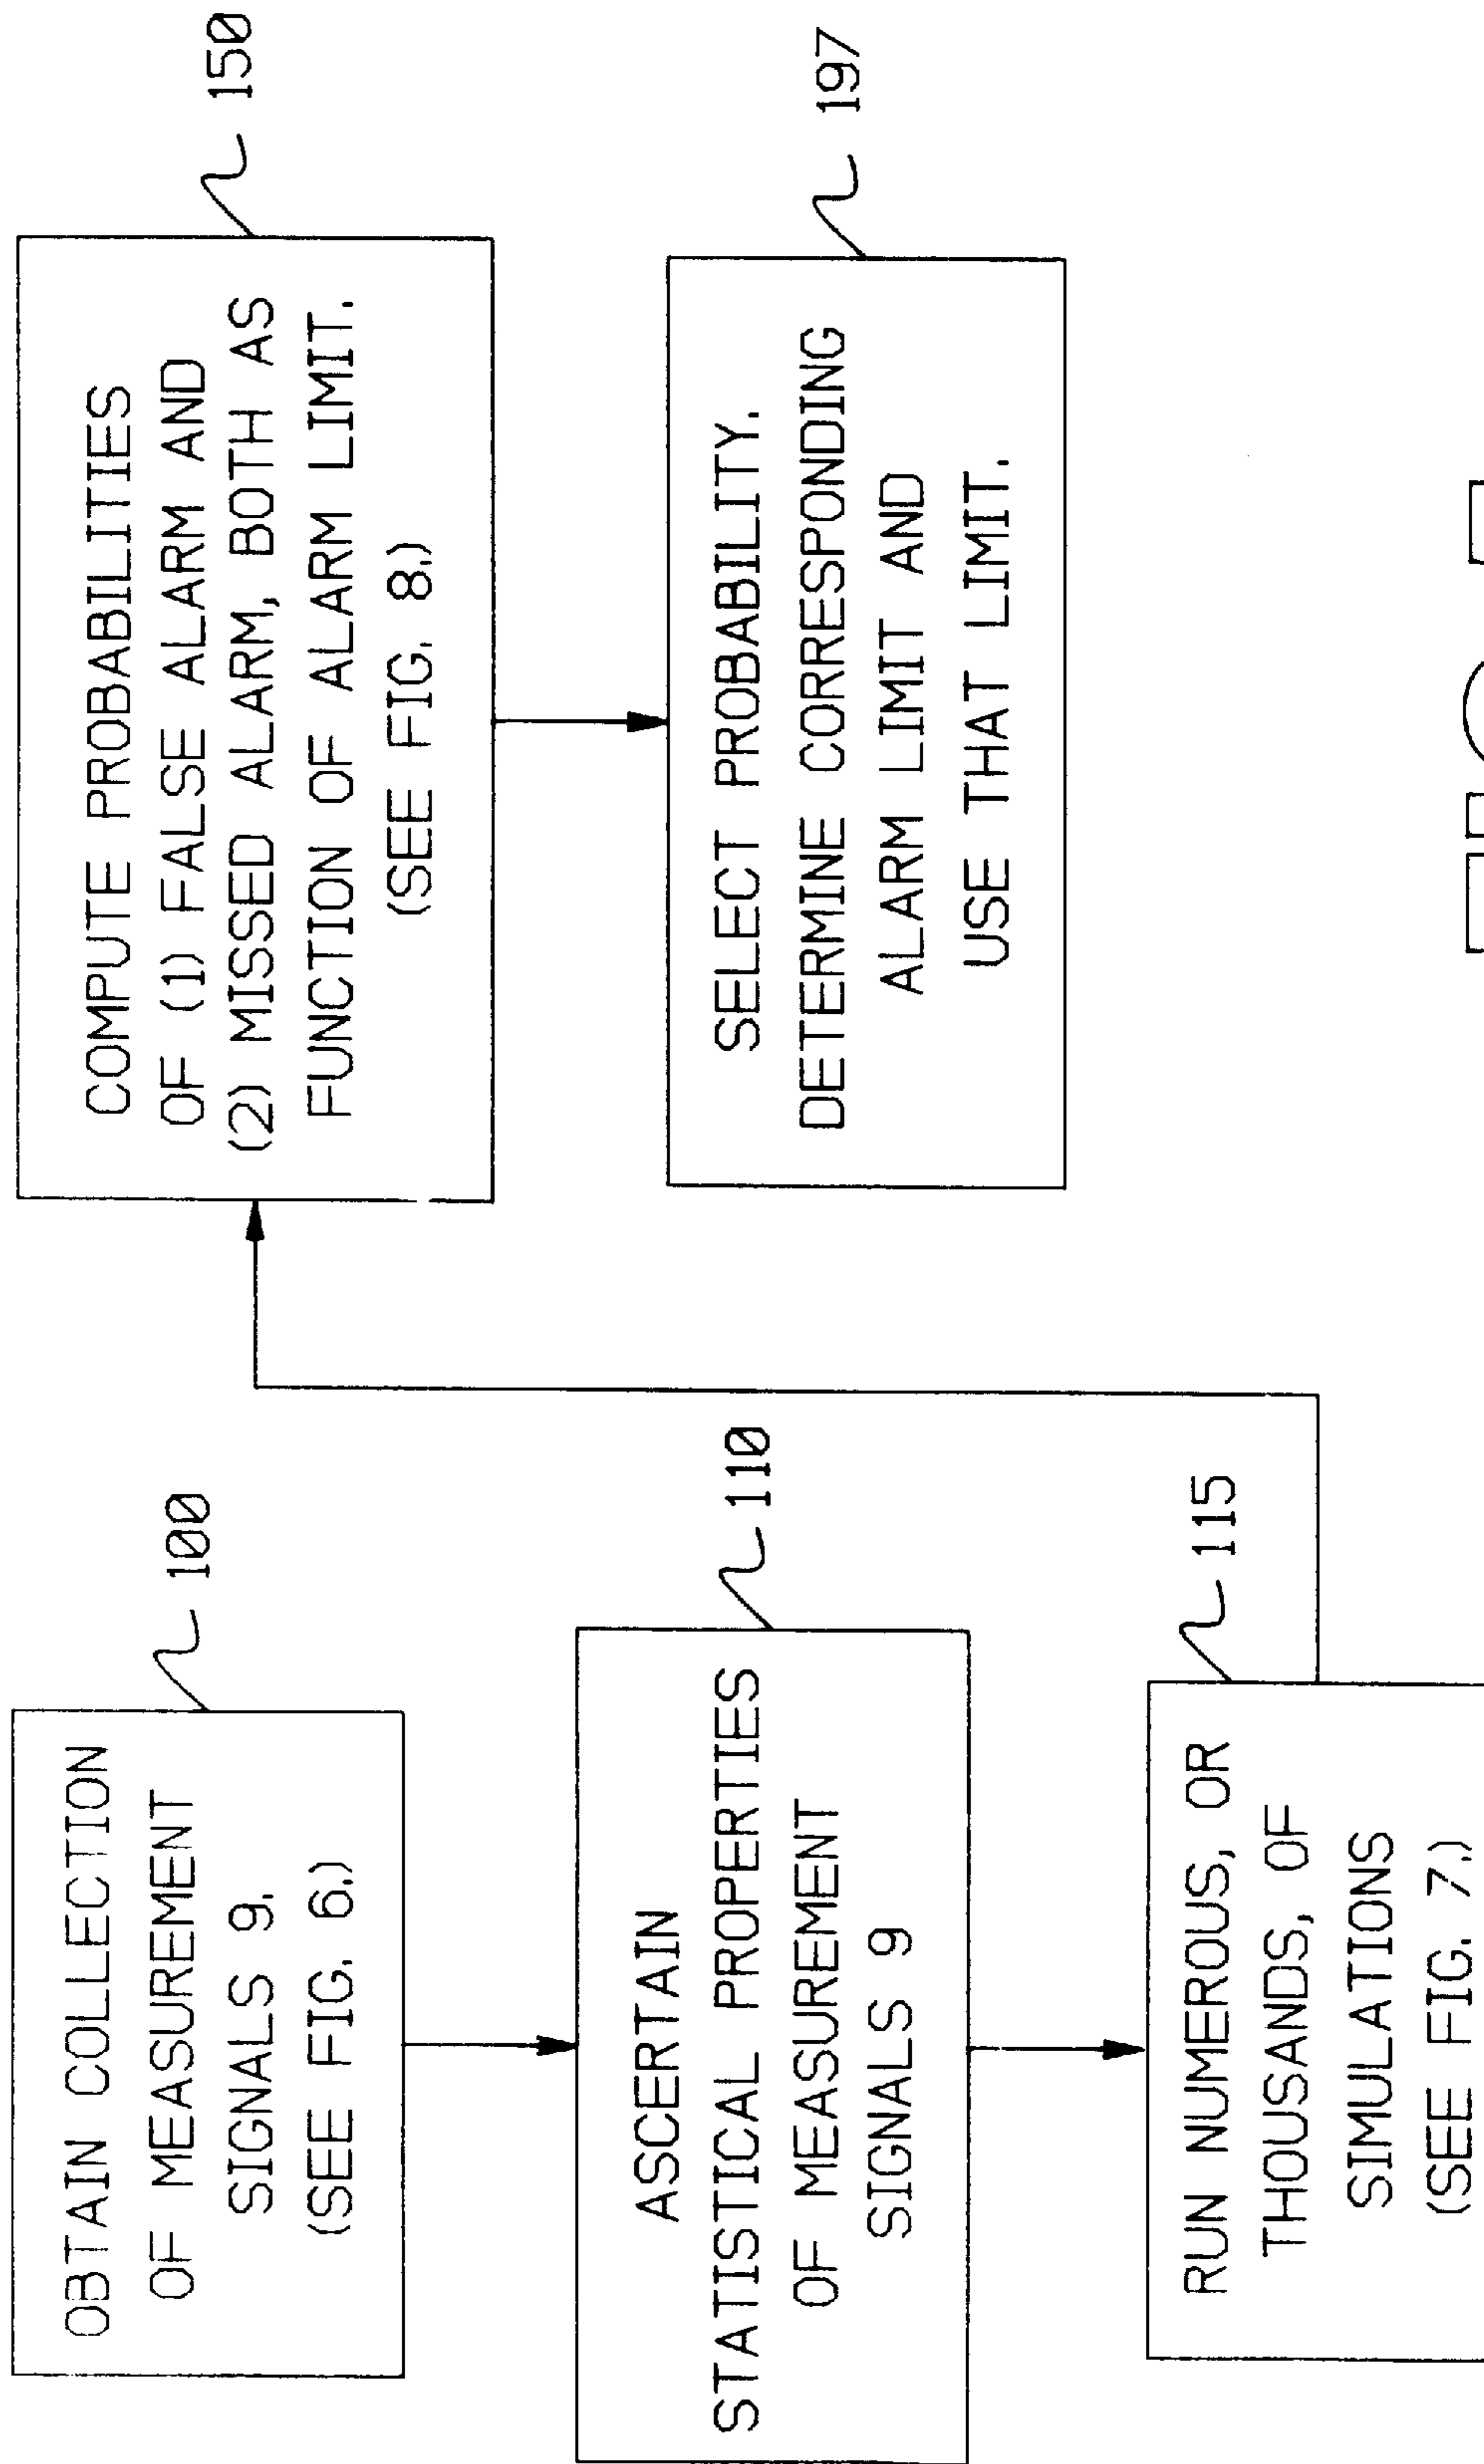 OBTAIN COLLECTION
OF MEASUREMENT
SIGNALS 9.
(SEE FIG. 6.)
100
ASCERTAIN
STATISTICAL PROPERTIES
OF MEASUREMENT
SIGNALS 9
110
RUN NUMEROUS, OR
THOUSANDS, OF
SIMULATIONS
(SEE FIG. 7.)
115
COMPUTE PROBABILITIES
OF (1) FALSE ALARM AND
(2) MISSED ALARM, BOTH AS
FUNCTION OF ALARM LIMIT.
(SEE FIG. 8.)
150
SELECT PROBABILITY.
DETERMINE CORRESPONDING
ALARM LIMIT AND
USE THAT LIMIT.
197